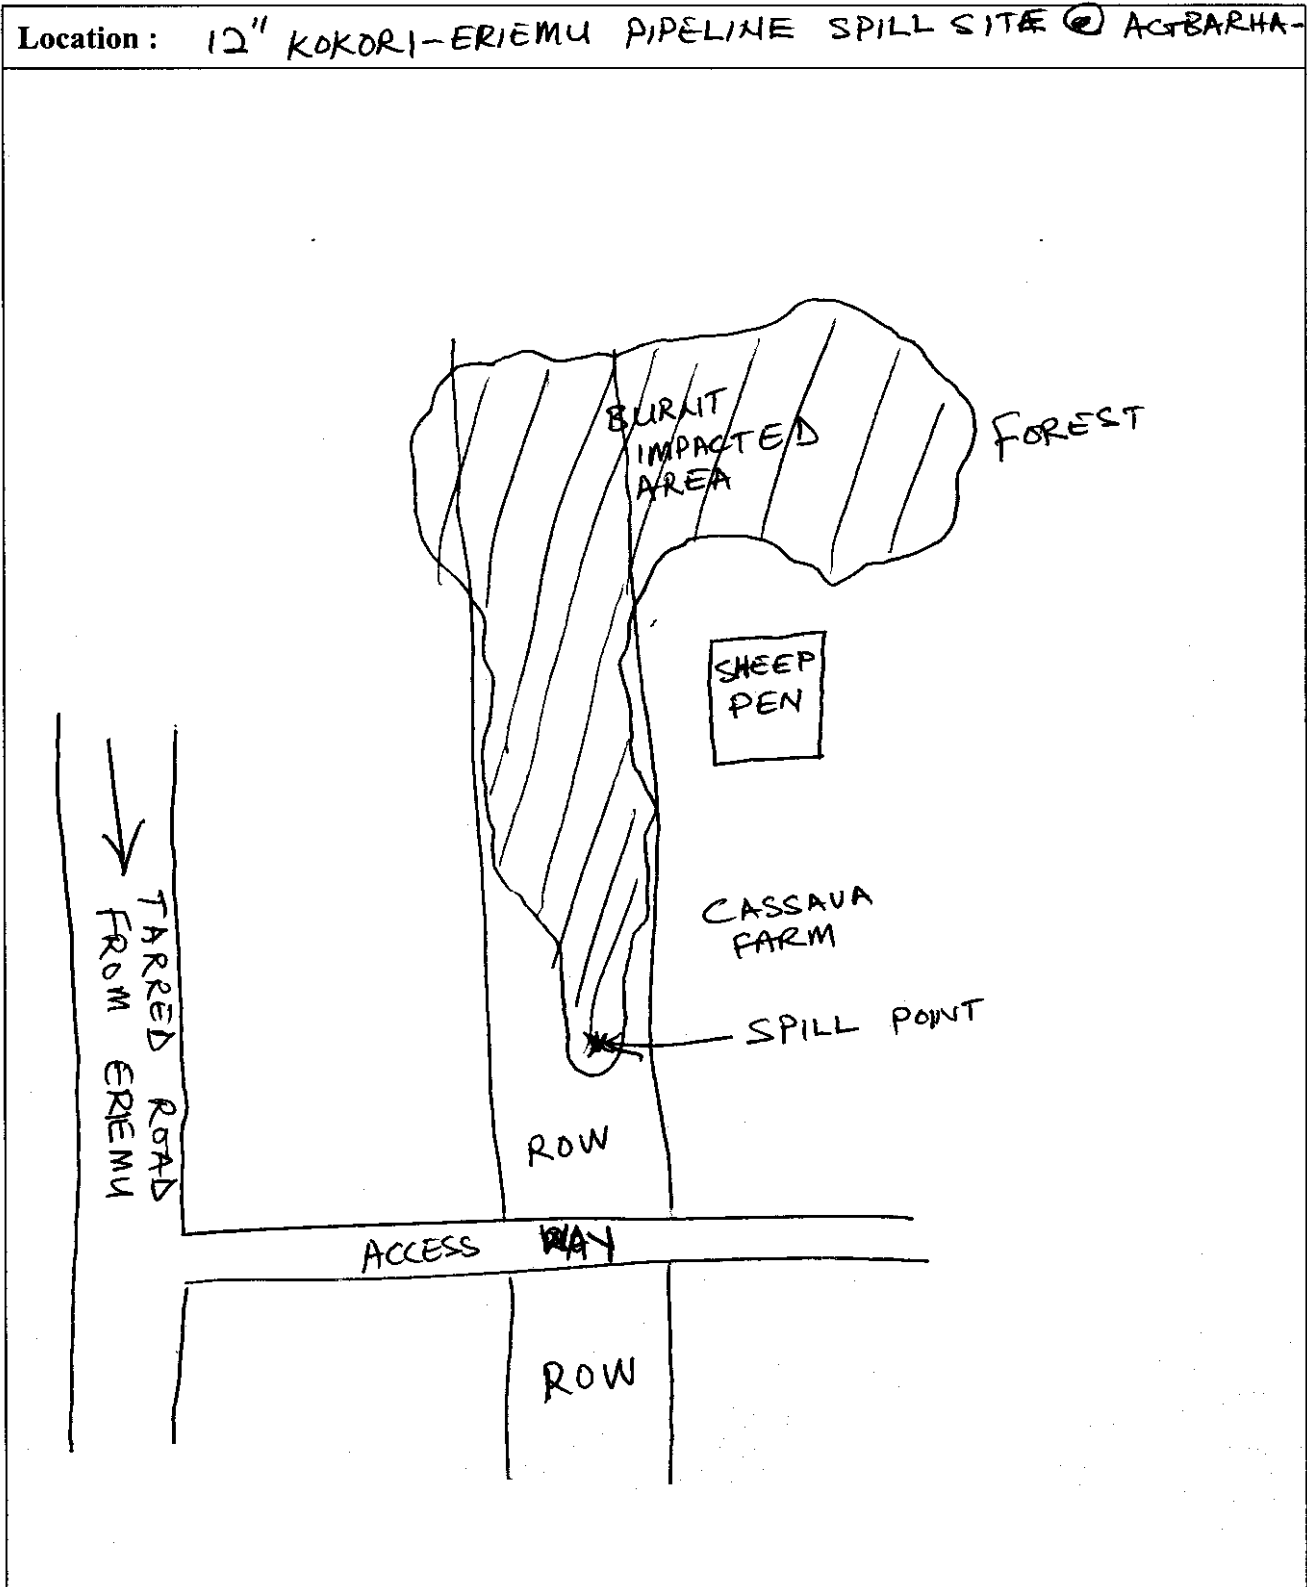 Location : 12" KOKORI-ERIEMU PIPELINE SPILL SITE @ AGBARHA-
BURNT
IMPACTED
AREA
FOREST
SHEEP
PEN
CASSAVA
FARM
SPILL POINT
TARRED ROAD
FROM ERIEMU
ROW
ACCESS WAY
ROW